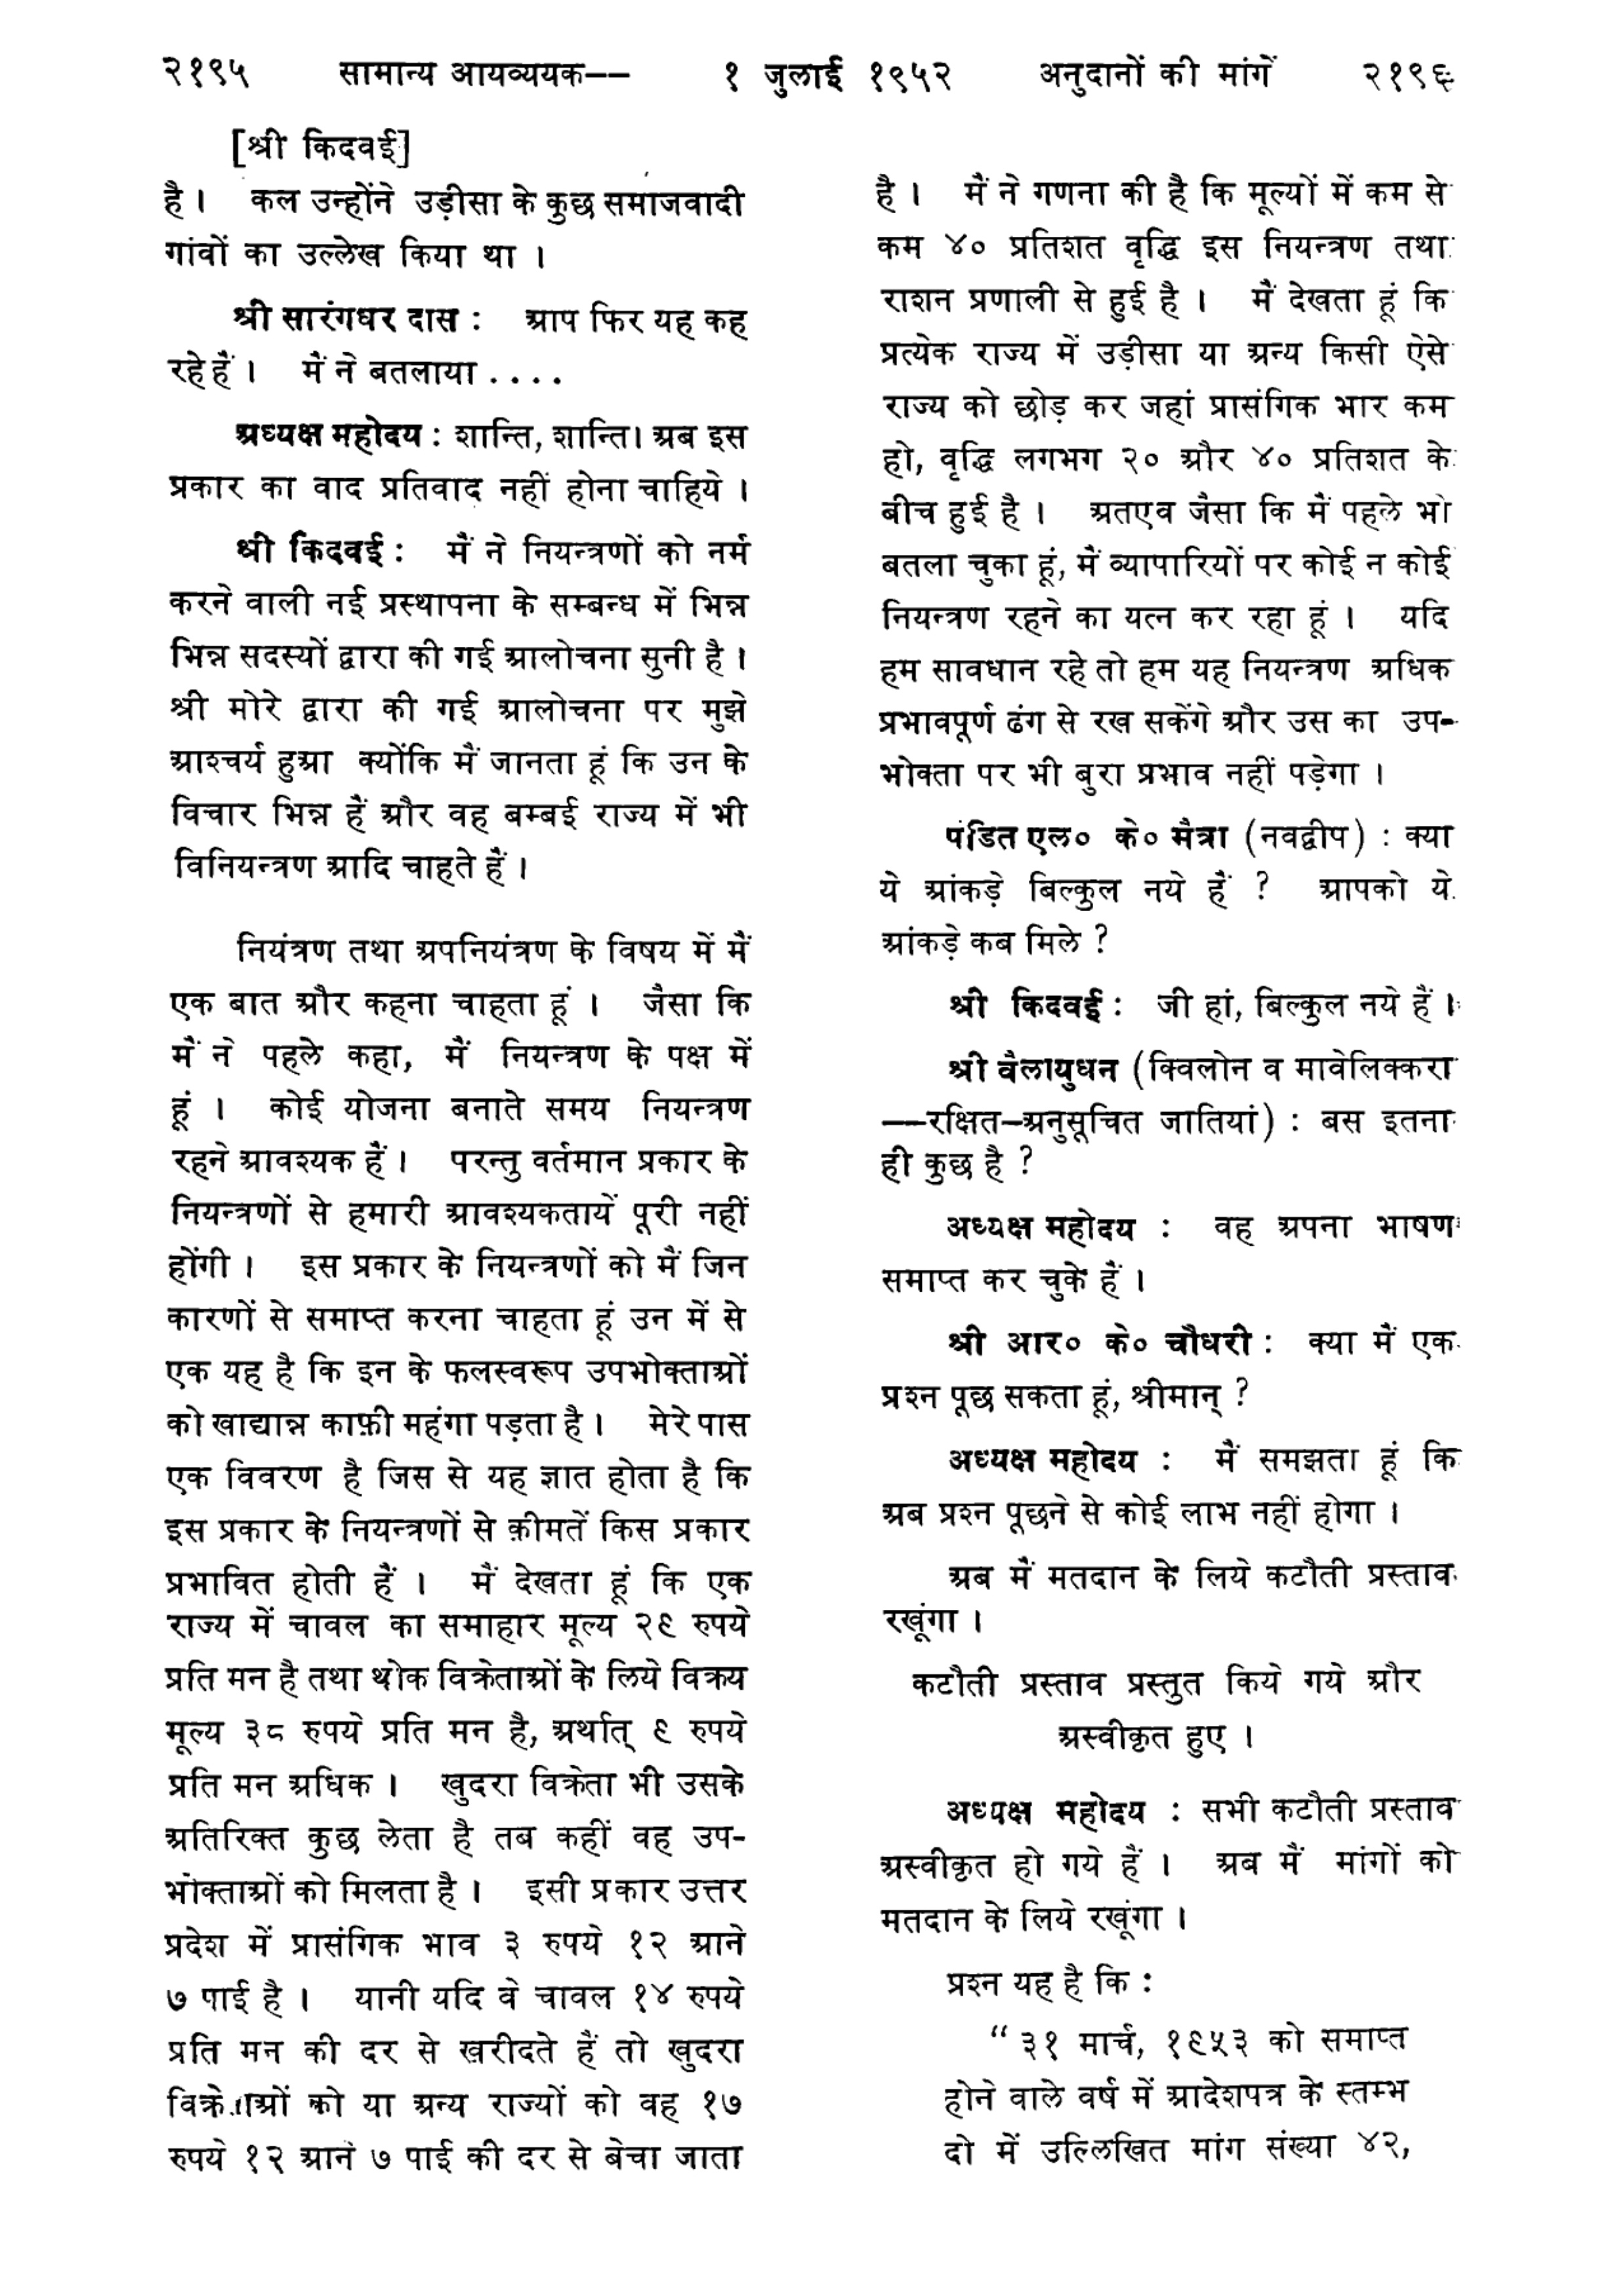 २१९५ सामान्य आयव्ययक–– १ जुलाई १९५२ अनुदानों की मांगें २१९६
[श्री किदवई]
है। कल उन्होंने उड़ीसा के कुछ समाजवादी
गांवों का उल्लेख किया था ।
श्री सारंगधर दास : आप फिर यह कह
रहे हैं । मैं ने बतलाया . . . .
अध्यक्ष महोदय : शान्ति, शान्ति। अब इस
प्रकार का वाद प्रतिवाद नहीं होना चाहिये ।
श्री किदवई : मैं ने नियन्त्रणों को नर्म
करने वाली नई प्रस्थापना के सम्बन्ध में भिन्न
भिन्न सदस्यों द्वारा की गई आलोचना सुनी है ।
श्री मोरे द्वारा की गई आलोचना पर मुझे
आश्चर्य हुआ क्योंकि मैं जानता हूं कि उन के
विचार भिन्न हैं और वह बम्बई राज्य में भी
विनियन्त्रण आदि चाहते हैं ।
नियंत्रण तथा अपनियंत्रण के विषय में मैं
एक बात और कहना चाहता हूं । जैसा कि
मैं ने पहले कहा, मैं नियन्त्रण के पक्ष में
हूं । कोई योजना बनाते समय नियन्त्रण
रहने आवश्यक हैं । परन्तु वर्तमान प्रकार के
नियन्त्रणों से हमारी आवश्यकतायें पूरी नहीं
होंगी । इस प्रकार के नियन्त्रणों को मैं जिन
कारणों से समाप्त करना चाहता हूं उन में से
एक यह है कि इन के फलस्वरूप उपभोक्ताओं
को खाद्यान्न काफ़ी महंगा पड़ता है । मेरे पास
एक विवरण है जिस से यह ज्ञात होता है कि
इस प्रकार के नियन्त्रणों से क़ीमतें किस प्रकार
प्रभावित होती हैं । मैं देखता हूं कि एक
राज्य में चावल का समाहार मूल्य २९ रुपये
प्रति मन है तथा थोक विक्रेताओं के लिये विक्रय
मूल्य ३८ रुपये प्रति मन है, अर्थात् ९ रुपये
प्रति मन अधिक । खुदरा विक्रेता भी उसके
अतिरिक्त कुछ लेता है तब कहीं वह उप-
भोक्ताओं को मिलता है । इसी प्रकार उत्तर
प्रदेश में प्रासंगिक भाव ३ रुपये १२ आने
७ पाई है । यानी यदि वे चावल १४ रुपये
प्रति मन की दर से खरीदते हैं तो खुदरा
विक्रेताओं को या अन्य राज्यों को वह १७
रुपये १२ आने ७ पाई की दर से बेचा जाता
है । मैं ने गणना की है कि मूल्यों में कम से
कम ४० प्रतिशत वृद्धि इस नियन्त्रण तथा
राशन प्रणाली से हुई है । मैं देखता हूं कि
प्रत्येक राज्य में उड़ीसा या अन्य किसी ऐसे
राज्य को छोड़ कर जहां प्रासंगिक भार कम
हो, वृद्धि लगभग २० और ४० प्रतिशत के
बीच हुई है । अतएव जैसा कि मैं पहले भी
बतला चुका हूं, मैं व्यापारियों पर कोई न कोई
नियन्त्रण रहने का यत्न कर रहा हूं । यदि
हम सावधान रहे तो हम यह नियन्त्रण अधिक
प्रभावपूर्ण ढंग से रख सकेंगे और उस का उप-
भोक्ता पर भी बुरा प्रभाव नहीं पड़ेगा ।
पंडित एल० के० मैत्रा (नवद्वीप) : क्या
ये आंकड़े बिल्कुल नये हैं ? आपको ये
आंकड़े कब मिले ?
श्री किदवई : जी हां, बिल्कुल नये हैं ।
श्री वैलायुधन (क्विलोन व मावेलिक्करा
––रक्षित–अनुसूचित जातियां) : बस इतना
ही कुछ है ?
अध्यक्ष महोदय : वह अपना भाषण
समाप्त कर चुके हैं ।
श्री आर० के० चौधरी : क्या मैं एक
प्रश्न पूछ सकता हूं, श्रीमान् ?
अध्यक्ष महोदय : मैं समझता हूं कि
अब प्रश्न पूछने से कोई लाभ नहीं होगा ।
अब मैं मतदान के लिये कटौती प्रस्ताव
रखूंगा ।
कटौती प्रस्ताव प्रस्तुत किये गये और
अस्वीकृत हुए ।
अध्यक्ष महोदय : सभी कटौती प्रस्ताव
अस्वीकृत हो गये हैं । अब मैं मांगों को
मतदान के लिये रखूंगा ।
प्रश्न यह है कि :
“ ३१ मार्च, १९५३ को समाप्त
होने वाले वर्ष में आदेशपत्र के स्तम्भ
दो में उल्लिखित मांग संख्या ४२,